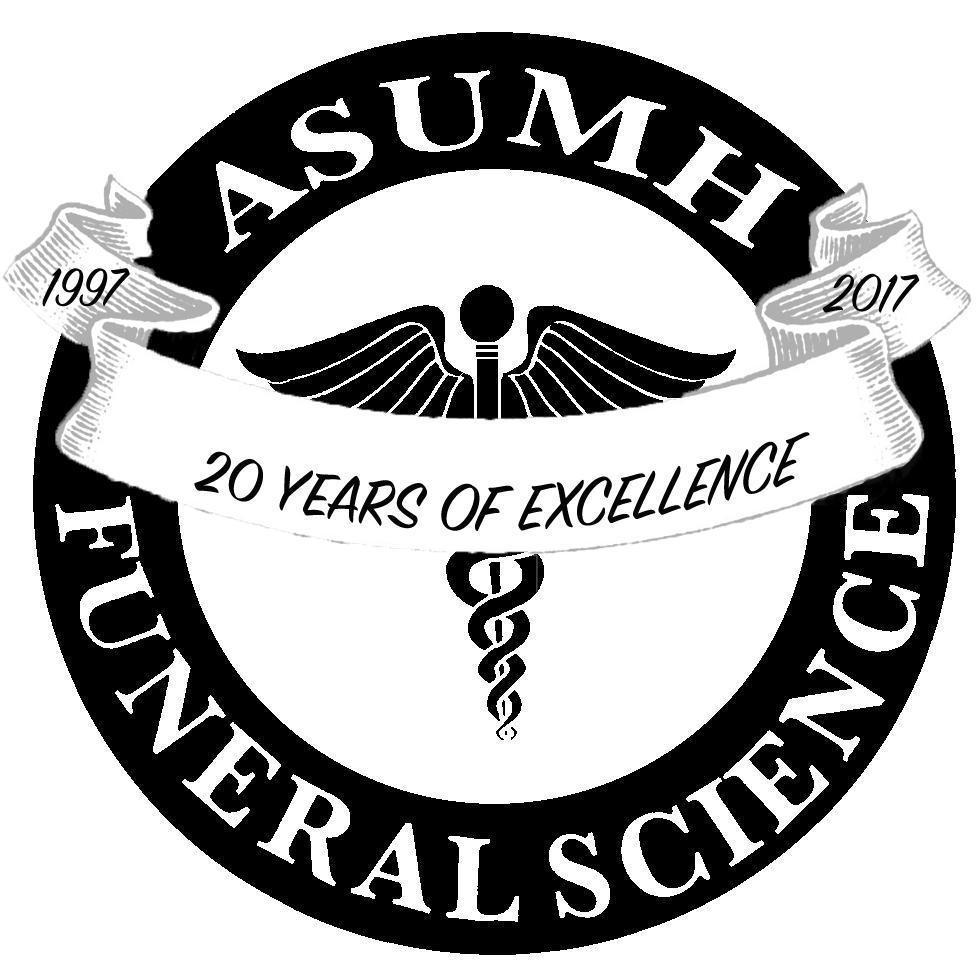 ASUMH
1997
2017
20 YEARS OF EXCELLENCE
FUNERAL SCIENCE